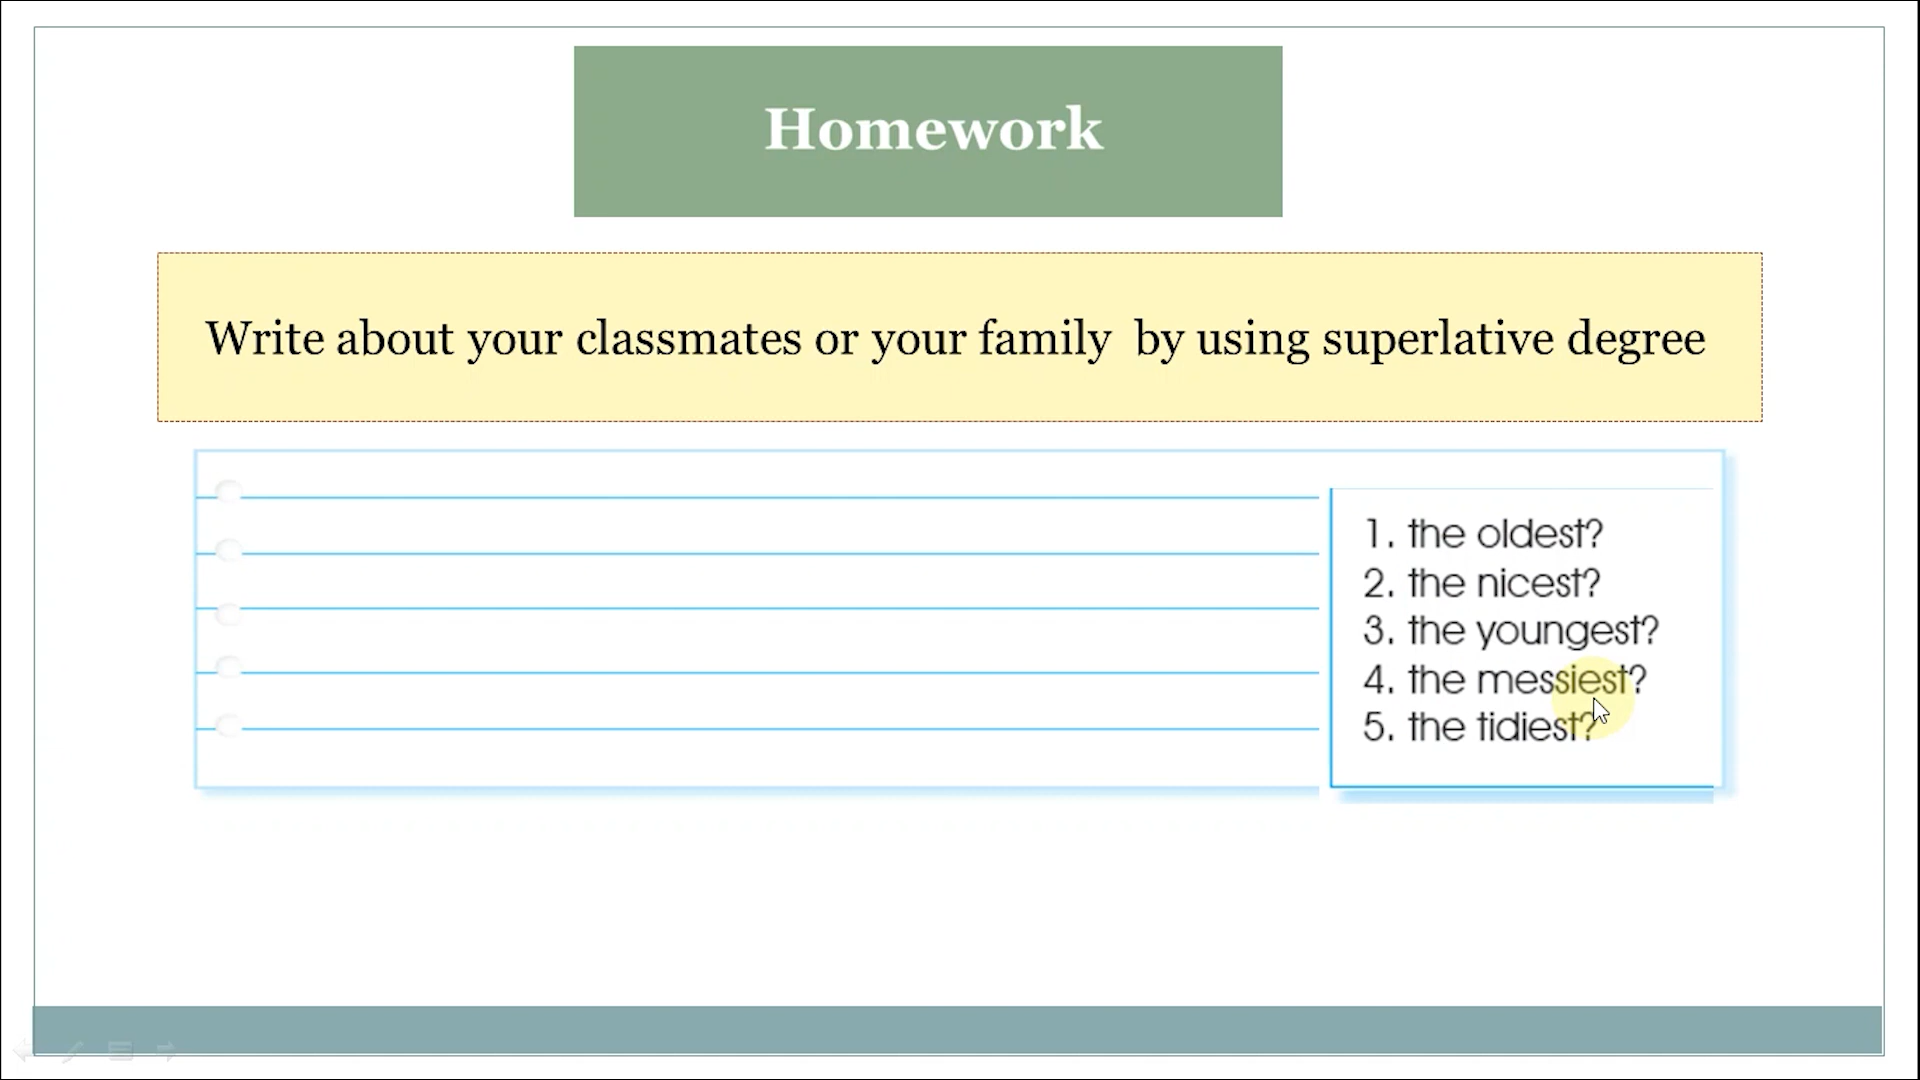 Homework
Write about your classmates or your family by using superlative degree
1. the oldest?
2. the nicest?
3. the youngest?
4. the messiest?
5. the tidiest?